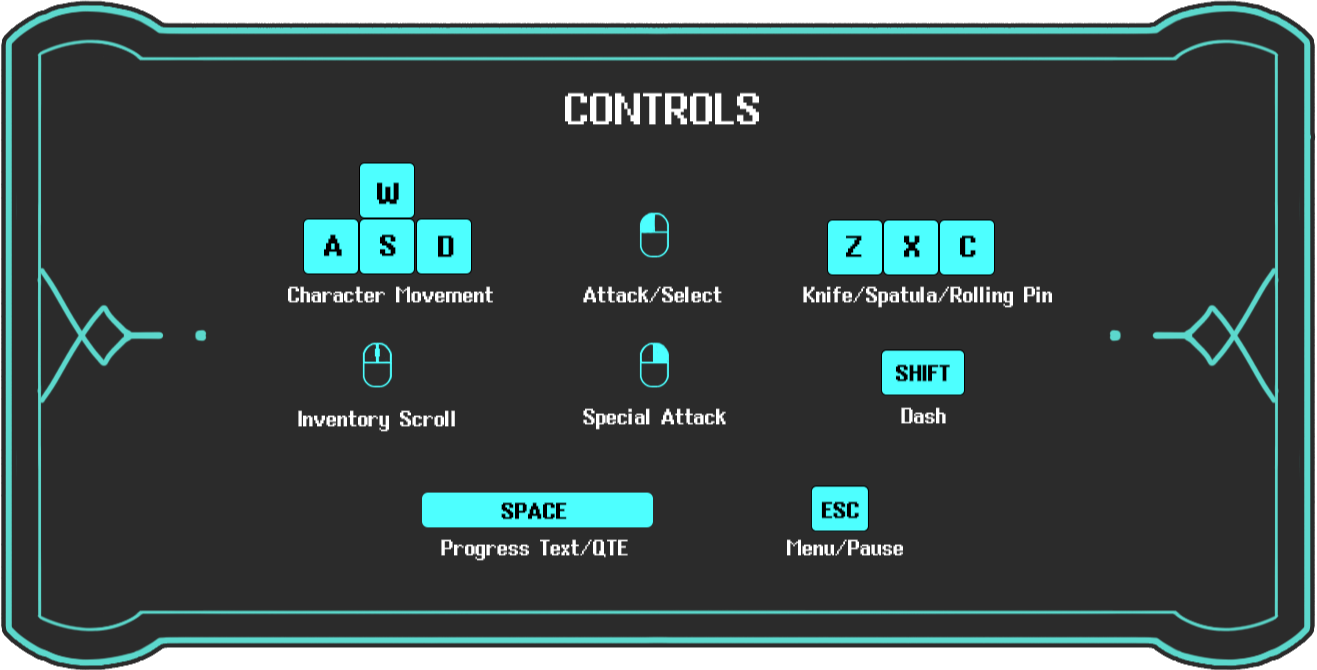 CONTROLS
W
A S D
Z X C
Character Movement
Attack/Select
Knife/Spatula/Rolling Pin
SHIFT
Inventory Scroll
Special Attack
Dash
SPACE
ESC
Progress Text/QTE
Menu/Pause